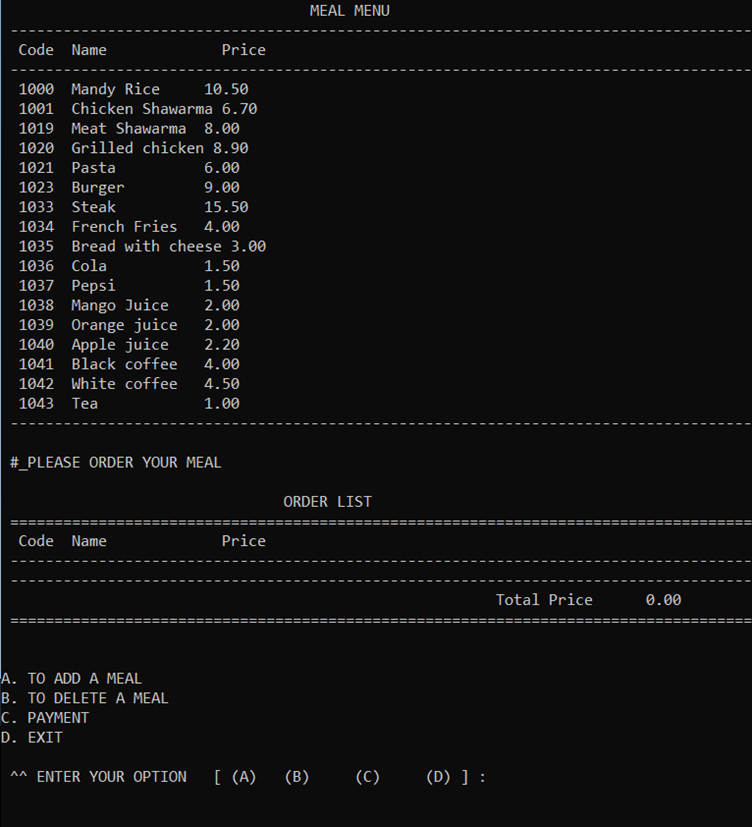 MEAL MENU
--------------------------------------------------------------------------------
Code  Name             Price
--------------------------------------------------------------------------------
1000  Mandy Rice     10.50
1001  Chicken Shawarma 6.70
1019  Meat Shawarma  8.00
1020  Grilled chicken 8.90
1021  Pasta          6.00
1023  Burger         9.00
1033  Steak          15.50
1034  French Fries   4.00
1035  Bread with cheese 3.00
1036  Cola           1.50
1037  Pepsi          1.50
1038  Mango Juice    2.00
1039  Orange juice   2.00
1040  Apple juice    2.20
1041  Black coffee   4.00
1042  White coffee   4.50
1043  Tea            1.00
--------------------------------------------------------------------------------
#_PLEASE ORDER YOUR MEAL
ORDER LIST
================================================================================
Code  Name             Price
--------------------------------------------------------------------------------
--------------------------------------------------------------------------------
Total Price      0.00
================================================================================
A. TO ADD A MEAL
B. TO DELETE A MEAL
C. PAYMENT
D. EXIT
^^ ENTER YOUR OPTION   [ (A)   (B)     (C)     (D) ] :